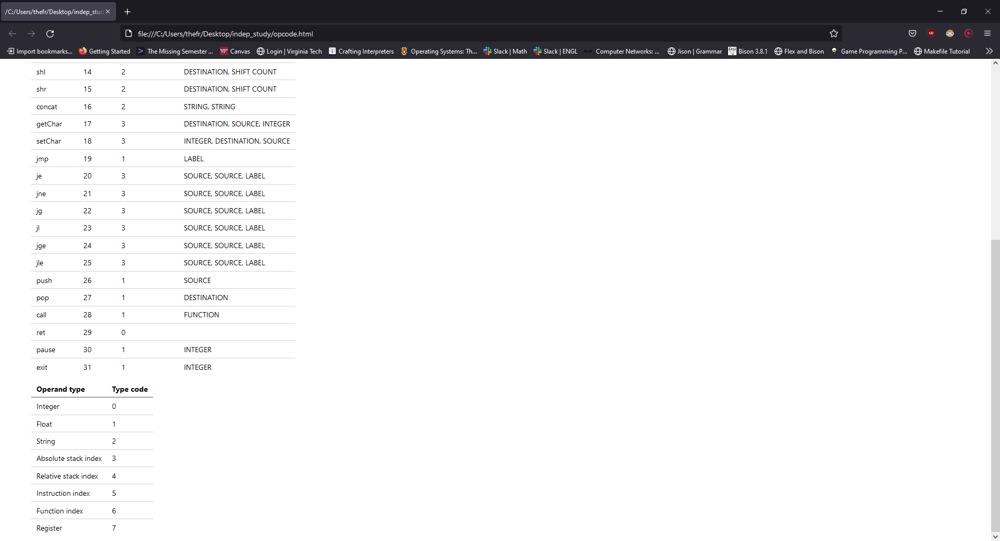 /C:/Users/thefr/Desktop/indep_stud
file:///C:/Users/thefr/Desktop/indep_study/opcode.html
Import bookmarks... Getting Started The Missing Semester ... Canvas Login | Virginia Tech Crafting Interpreters Operating Systems: Th... Slack | Math Slack | ENGL Computer Networks: ... Jison | Grammar Bison 3.8.1 Flex and Bison Game Programming P... Makefile Tutorial
shl 14 2 DESTINATION, SHIFT COUNT
shr 15 2 DESTINATION, SHIFT COUNT
concat 16 2 STRING, STRING
getChar 17 3 DESTINATION, SOURCE, INTEGER
setChar 18 3 INTEGER, DESTINATION, SOURCE
jmp 19 1 LABEL
je 20 3 SOURCE, SOURCE, LABEL
jne 21 3 SOURCE, SOURCE, LABEL
jg 22 3 SOURCE, SOURCE, LABEL
jl 23 3 SOURCE, SOURCE, LABEL
jge 24 3 SOURCE, SOURCE, LABEL
jle 25 3 SOURCE, SOURCE, LABEL
push 26 1 SOURCE
pop 27 1 DESTINATION
call 28 1 FUNCTION
ret 29 0
pause 30 1 INTEGER
exit 31 1 INTEGER
Operand type Type code
Integer 0
Float 1
String 2
Absolute stack index 3
Relative stack index 4
Instruction index 5
Function index 6
Register 7